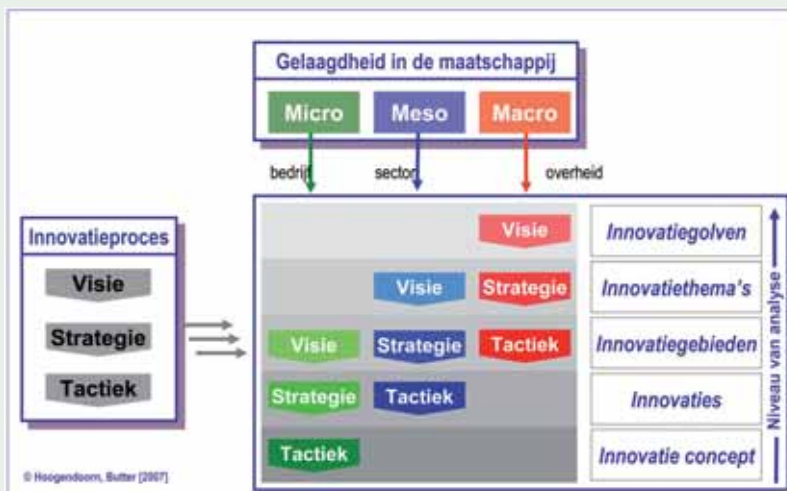 Gelaagdheid in de maatschappij
Micro Meso Macro
bedrijf sector overheid
Innovatieproces
Visie
Strategie
Tactiek
Visie Innovatiegolven
Visie Strategie Innovatiethema's
Visie Strategie Tactiek Innovatiegebieden
Strategie Tactiek Innovaties
Tactiek Innovatie concept
Niveau van analyse
© Hoogendoorn, Butter [2007]